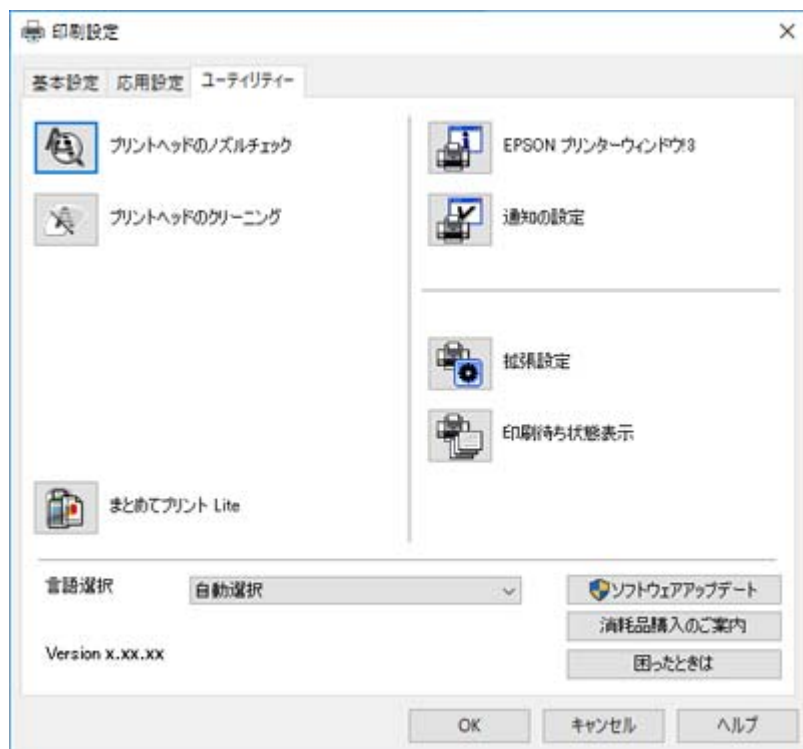 印刷設定
基本設定
応用設定
ユーティリティー
プリントヘッドのノズルチェック
プリントヘッドのクリーニング
まとめてプリント Lite
EPSON プリンターウィンドウ!3
通知の設定
拡張設定
印刷待ち状態表示
言語選択
自動選択
ソフトウェアアップデート
消耗品購入のご案内
Version x.xx.xx
困ったときは
OK
キャンセル
ヘルプ